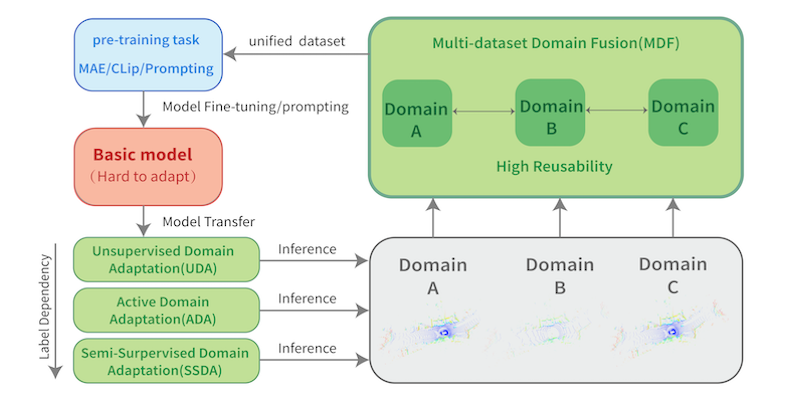 pre-training task
MAE/CLip/Prompting
unified dataset
Multi-dataset Domain Fusion(MDF)
Domain
A
Domain
B
Domain
C
High Reusability
Model Fine-tuning/prompting
Basic model
(Hard to adapt)
Model Transfer
Label Dependency
Unsupervised Domain
Adaptation(UDA)
Inference
Active Domain
Adaptation(ADA)
Inference
Semi-Surpervised Domain
Adaptation(SSDA)
Inference
Domain
A
Domain
B
Domain
C